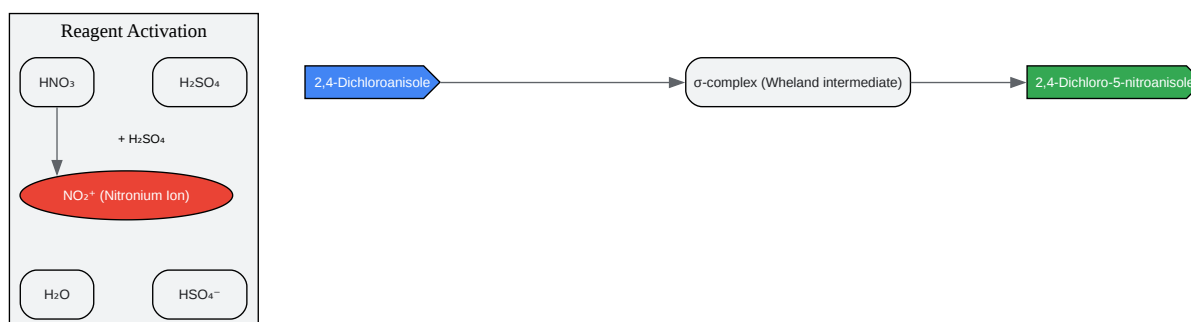 Reagent Activation
HNO₃
H₂SO₄
+ H₂SO₄
NO₂⁺ (Nitronium Ion)
H₂O
HSO₄⁻
2,4-Dichloroanisole
σ-complex (Wheland intermediate)
2,4-Dichloro-5-nitroanisole